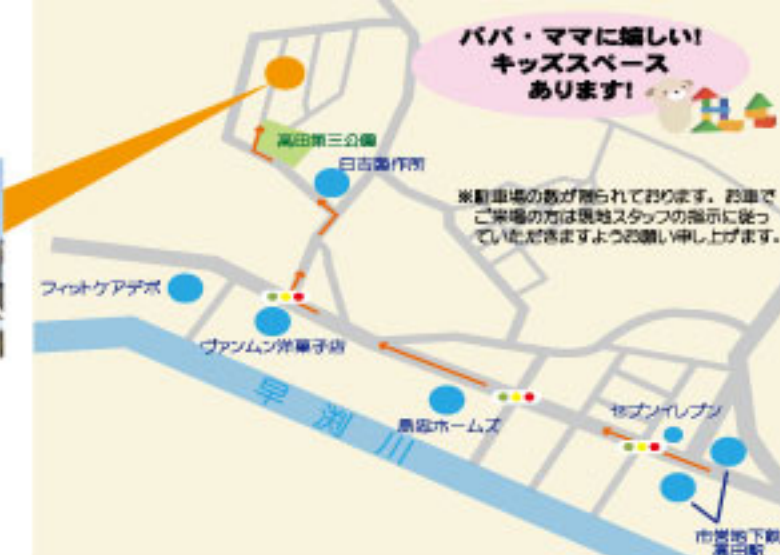 パパ・ママに嬉しい!
キッズスペース
あります!
高田第三公園
日吉製作所
※駐車場の数が限られております。お車で
ご来場の方は現地スタッフの指示に従っ
ていただきますようお願い申し上げます。
フィットケアデポ
ヴァンムン洋菓子店
早渕川
島忠ホームズ
セブンイレブン
市営地下鉄
高田駅